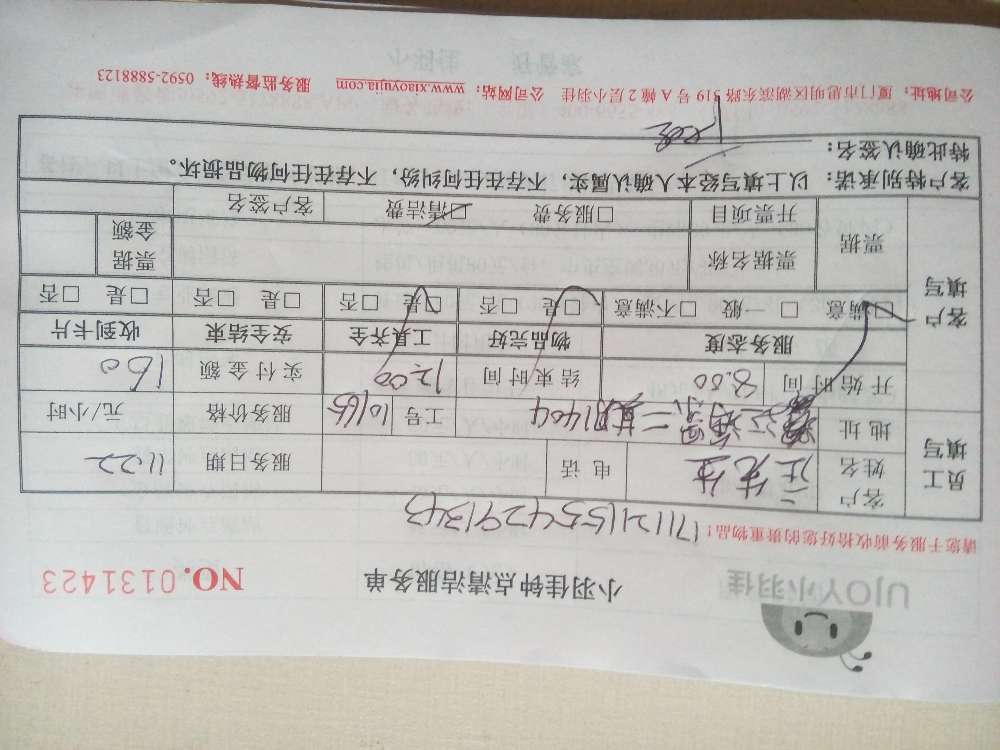 UJOY小羽佳
小羽佳钟点清洁服务单
NO.0131423
请您于服务前收拾好您的贵重物品!
1711211554291343
员工填写
客户姓名 汪先生 电话 服务日期 11.22
地址 二期1404 工号 10165 服务价格 元/小时
开始时间 8.00 结束时间 12.00 实付金额 160
客户填写
服务态度 物品完好 工具齐全 安全结束 收到卡片
☑满意 □一般 □不满意 ☑是 □否 ☑是 □否 □是 □否 □是 □否
票据 票据名称 票据金额
开票项目 □服务费 ☑清洁费 客户签名
客户特别承诺: 以上填写经本人确认属实,不存在任何纠纷,不存在任何物品损坏。
特此确认签名:
公司地址:厦门市思明区湖滨东路 319 号 A 幢 2 层小羽佳 公司网站:www.xiaoyujia.com 服务监督热线:0592-5888123